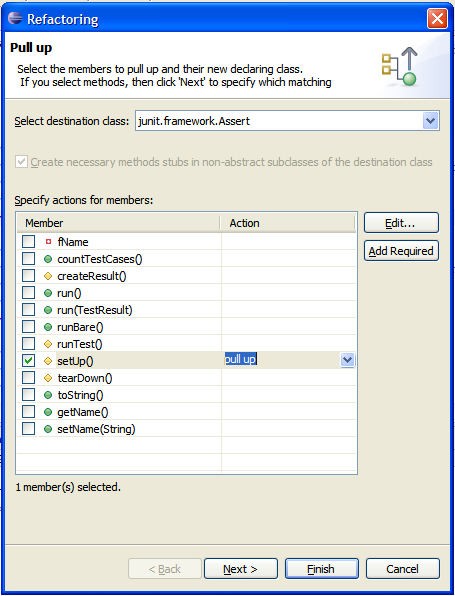 Refactoring
Pull up
Select the members to pull up and their new declaring class.
If you select methods, then click 'Next' to specify which matching
Select destination class: junit.framework.Assert
Create necessary methods stubs in non-abstract subclasses of the destination class
Specify actions for members:
Member Action
fName
countTestCases()
createResult()
run()
run(TestResult)
runBare()
runTest()
setUp() pull up
tearDown()
toString()
getName()
setName(String)
Edit...
Add Required
1 member(s) selected.
< Back Next > Finish Cancel